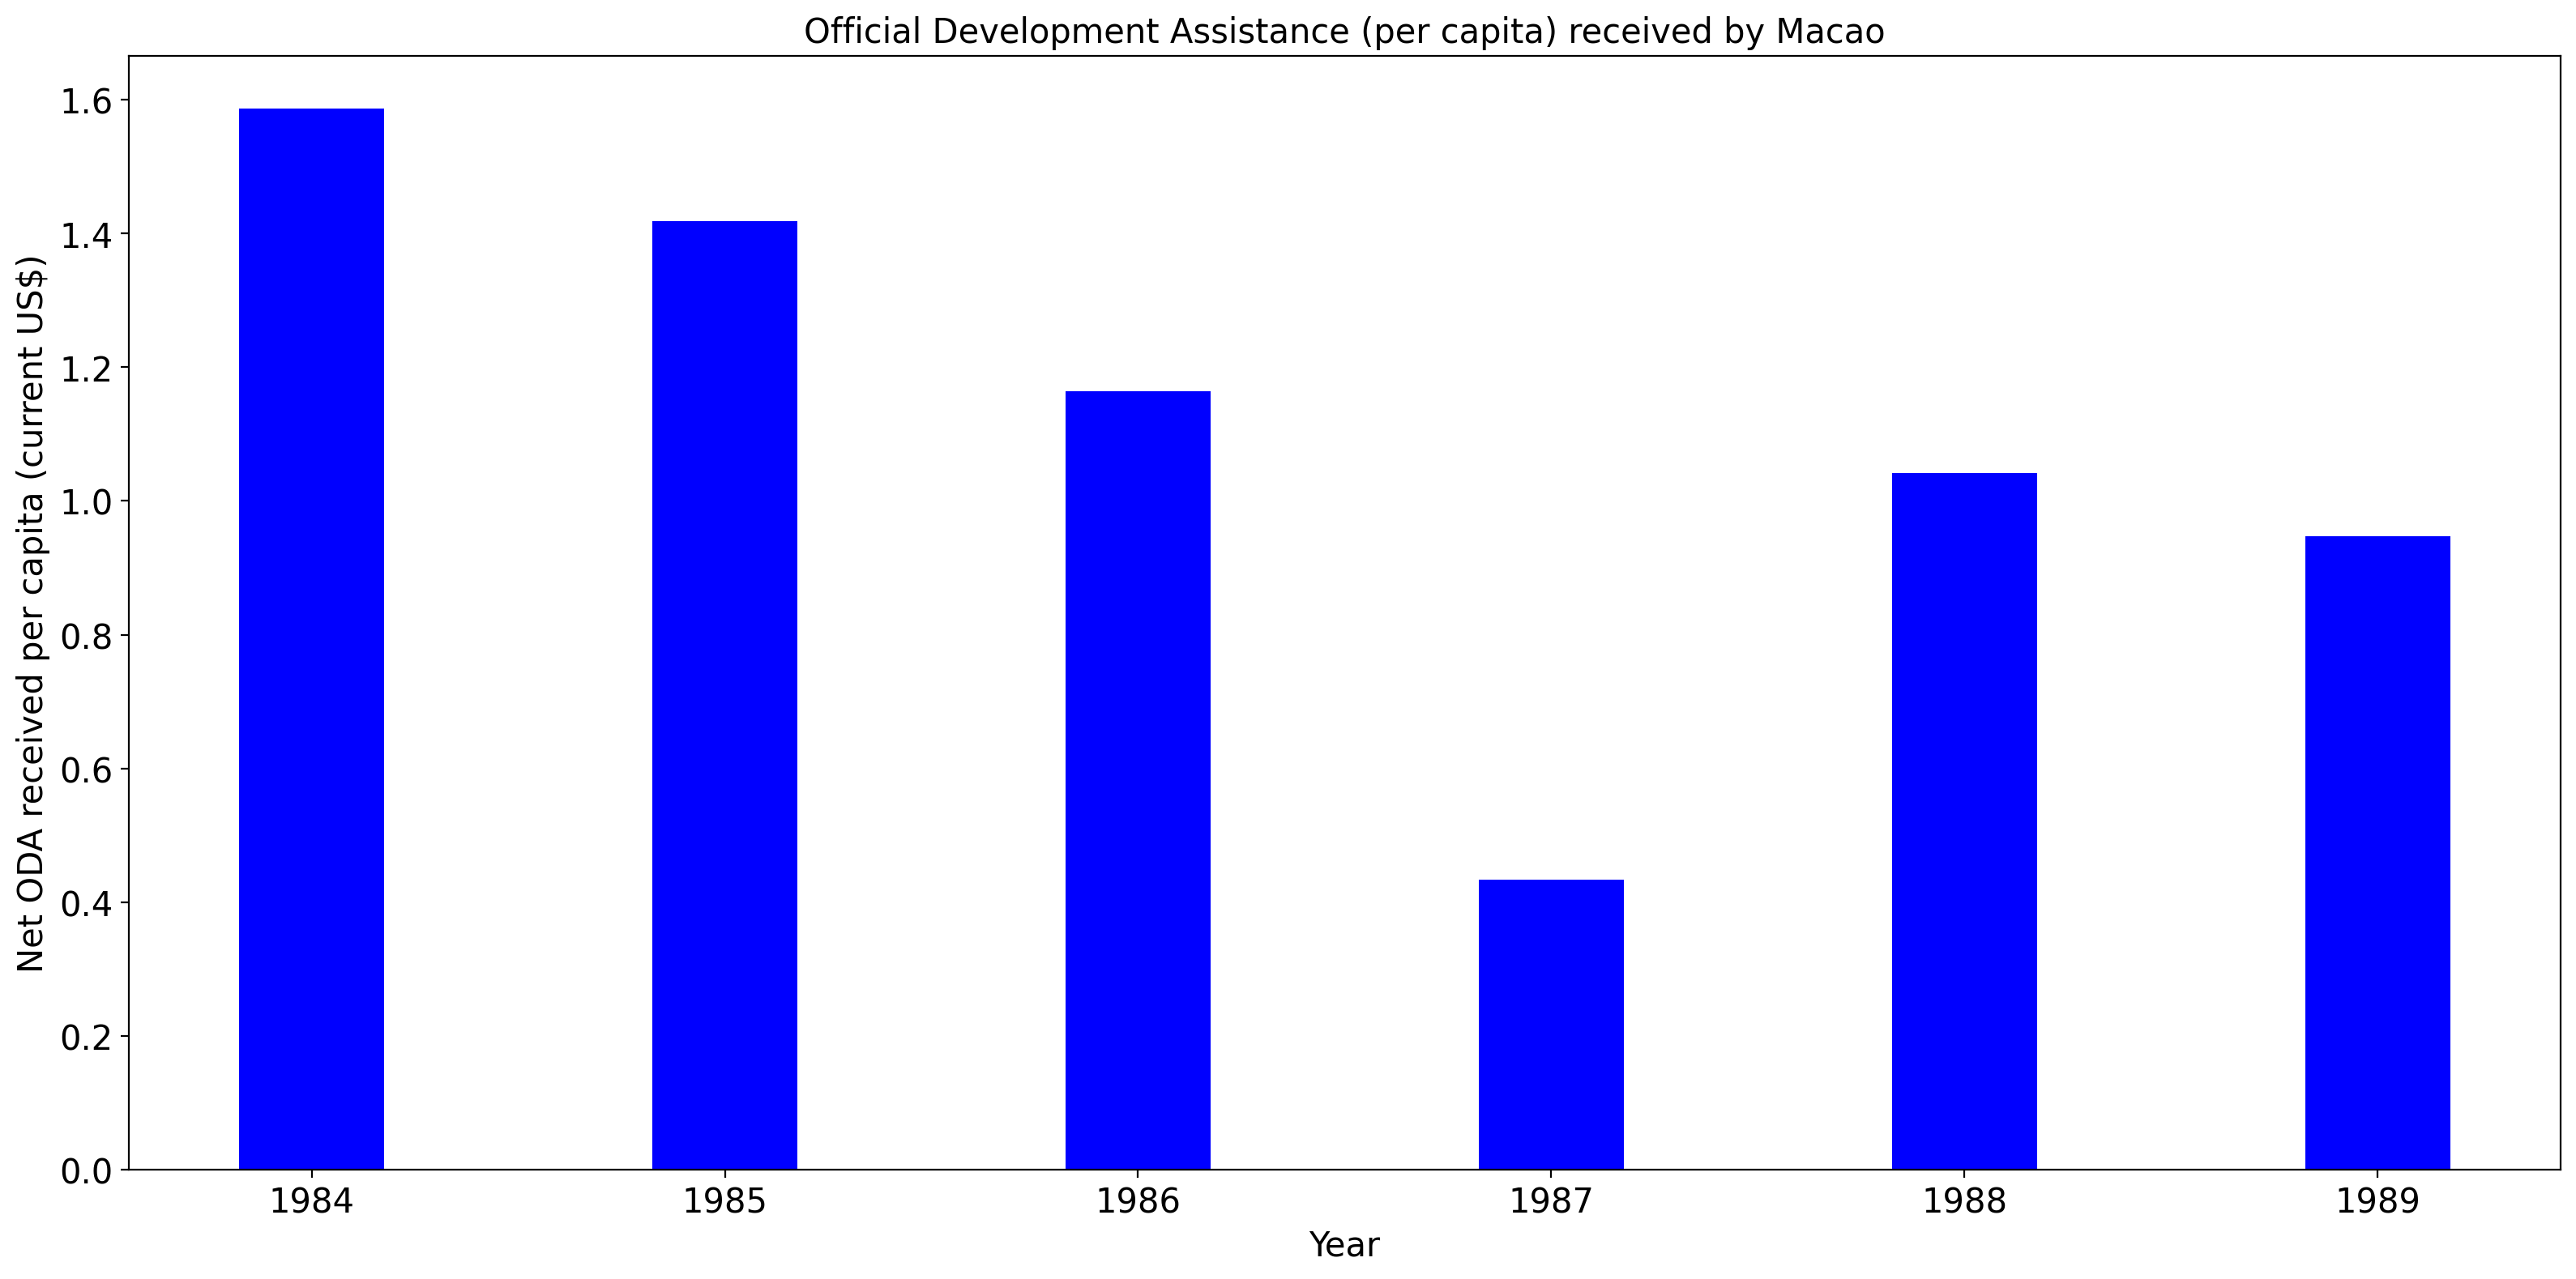 Official Development Assistance (per capita) received by Macao
Net ODA received per capita (current US$)
1.6
1.4
1.2
1.0
0.8
0.6
0.4
0.2
0.0
1984 1985 1986 1987 1988 1989
Year